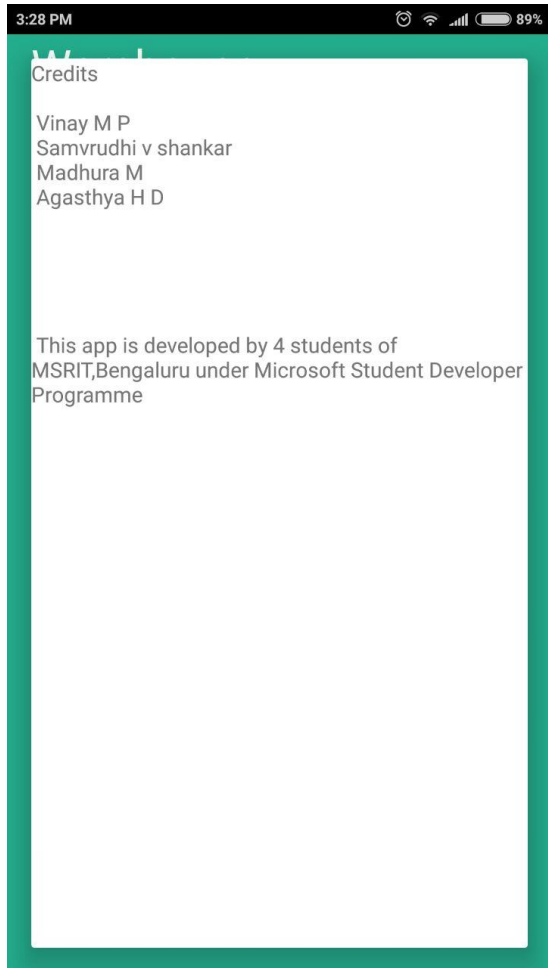 3:28 PM 89%
Credits
Vinay M P
Samvrudhi v shankar
Madhura M
Agasthya H D
This app is developed by 4 students of
MSRIT,Bengaluru under Microsoft Student Developer
Programme